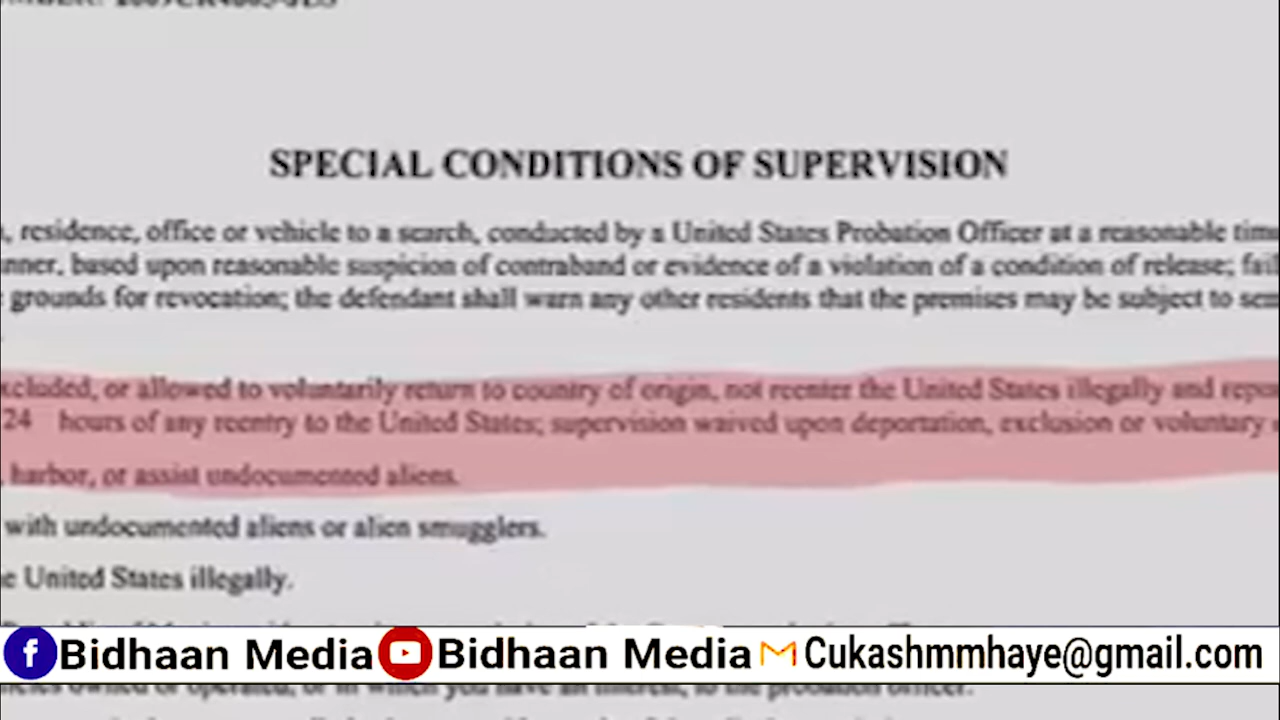 SPECIAL CONDITIONS OF SUPERVISION
, residence, office or vehicle to a search, conducted by a United States Probation Officer at a reasonable
based upon reasonable suspicion of contraband or evidence of a violation of a condition of release;
grounds for revocation; the defendant shall warn any other residents that the premises may be subject to
or allowed to voluntarily return to country of origin, not reenter the United States illegally and
24 hours of any reentry to the United States; supervision waived upon deportation, exclusion or voluntary
, harbor, or assist undocumented aliens.
with undocumented aliens or alien smugglers.
United States illegally.
Bidhaan Media Bidhaan Media Cukashmmhaye@gmail.com
owned or operated, or in which you have an interest, to the probation officer.